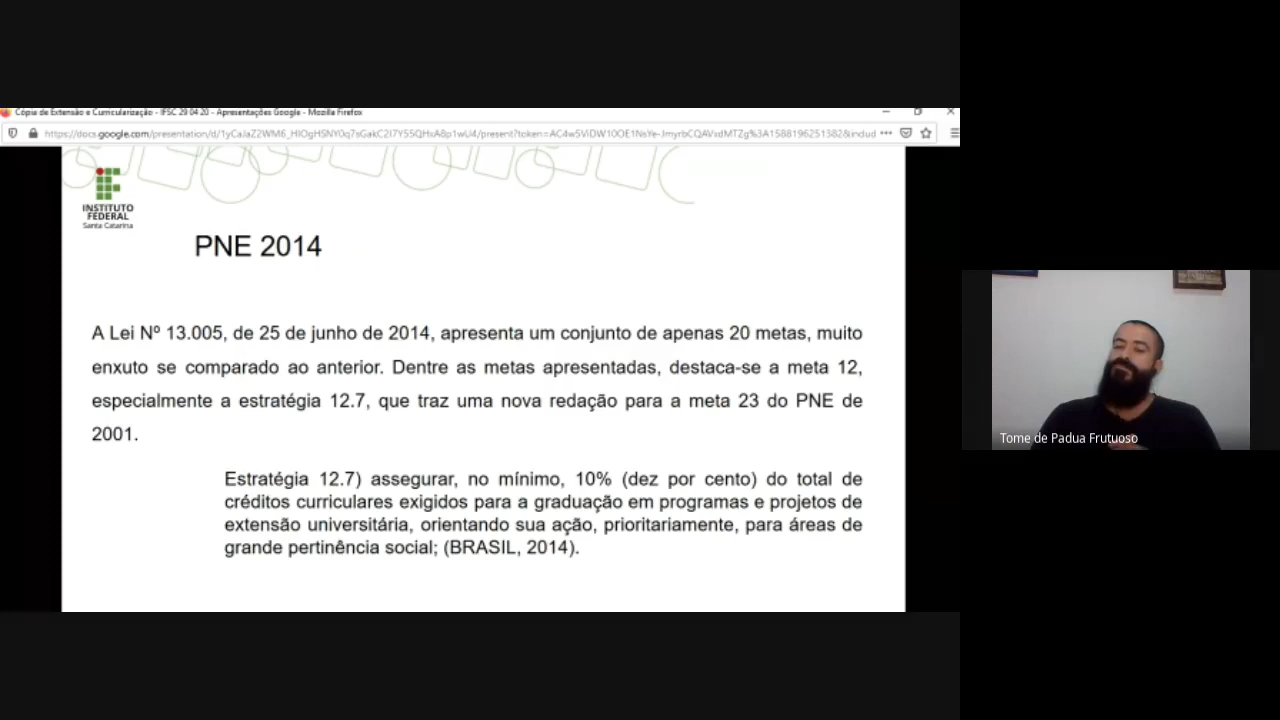 Cópia de Extensão e Curricularização - IFSC 29 04 20 - Apresentações Google - Mozilla Firefox
INSTITUTO
FEDERAL
Santa Catarina
PNE 2014
A Lei Nº 13.005, de 25 de junho de 2014, apresenta um conjunto de apenas 20 metas, muito
enxuto se comparado ao anterior. Dentre as metas apresentadas, destaca-se a meta 12,
especialmente a estratégia 12.7, que traz uma nova redação para a meta 23 do PNE de
2001.
Estratégia 12.7) assegurar, no mínimo, 10% (dez por cento) do total de
créditos curriculares exigidos para a graduação em programas e projetos de
extensão universitária, orientando sua ação, prioritariamente, para áreas de
grande pertinência social; (BRASIL, 2014).
Tome de Padua Frutuoso